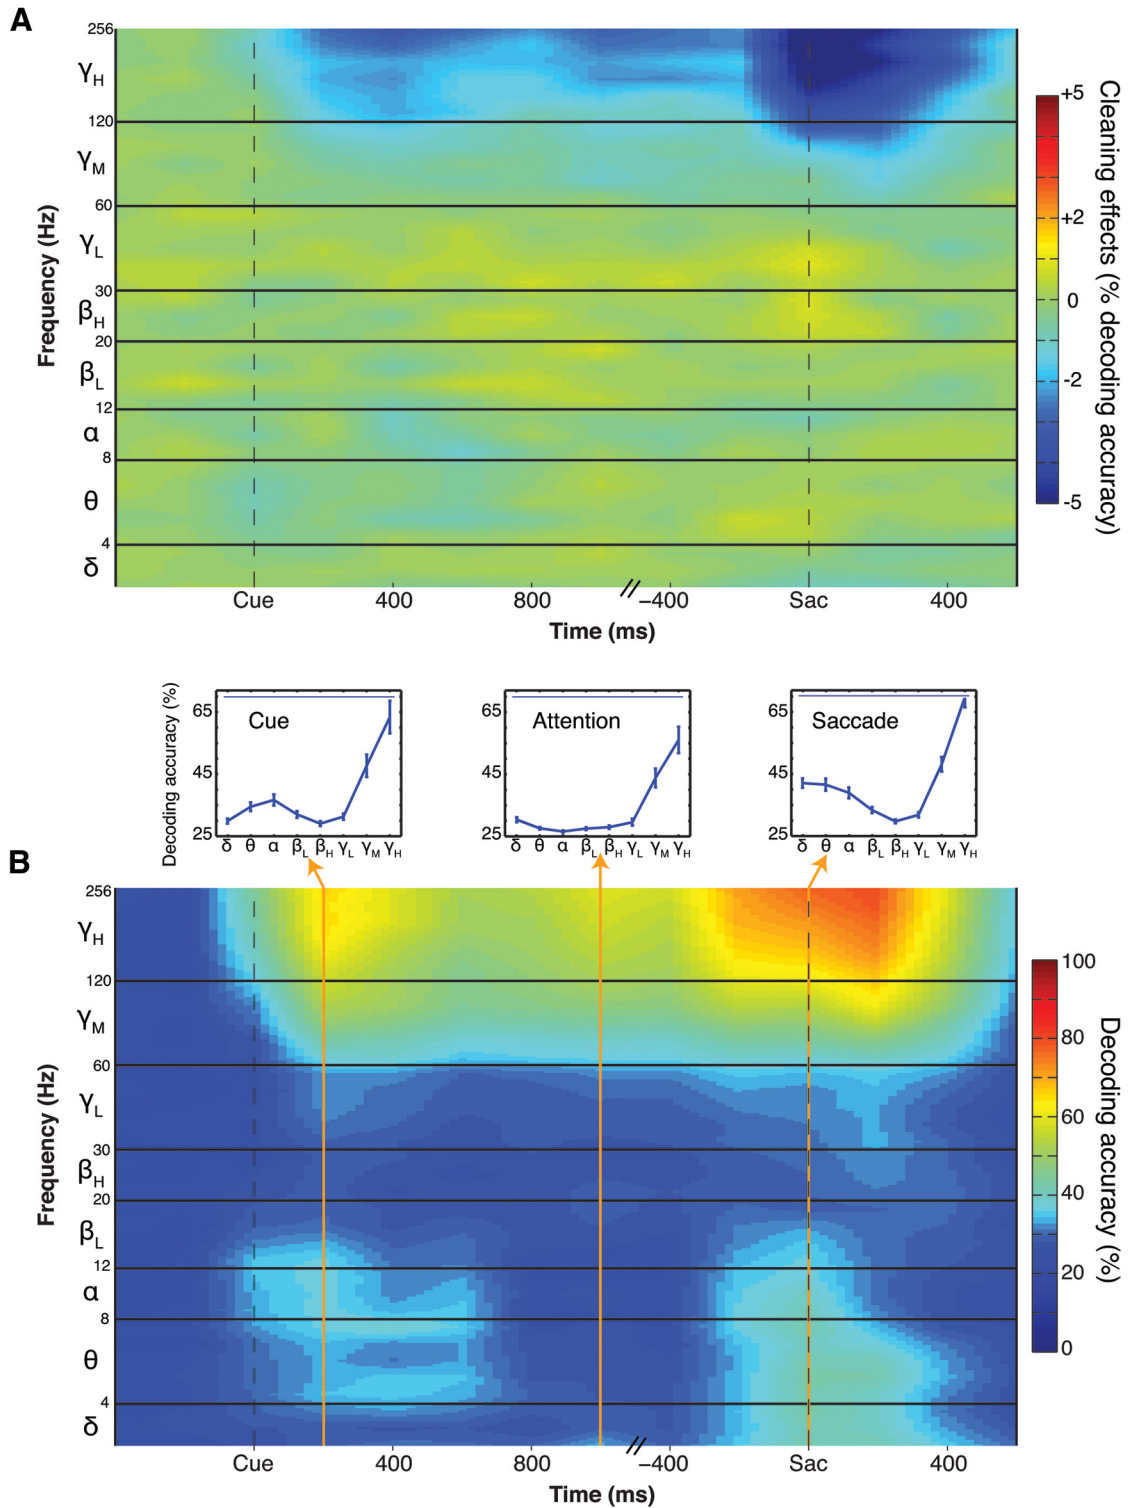 A
256
γH
120
γM
60
γL
30
βH
20
βL
12
α
8
θ
4
δ
Frequency (Hz)
Cue 400 800 // −400 Sac 400
Time (ms)
+5
+2
0
-2
-5
Cleaning effects (% decoding accuracy)
Decoding accuracy (%)
65
45
25
Cue
δ θ α βL βH γL γM γH
65
45
25
Attention
δ θ α βL βH γL γM γH
65
45
25
Saccade
δ θ α βL βH γL γM γH
B
256
γH
120
γM
60
γL
30
βH
20
βL
12
α
8
θ
4
δ
Frequency (Hz)
Cue 400 800 // −400 Sac 400
Time (ms)
100
80
60
40
20
0
Decoding accuracy (%)